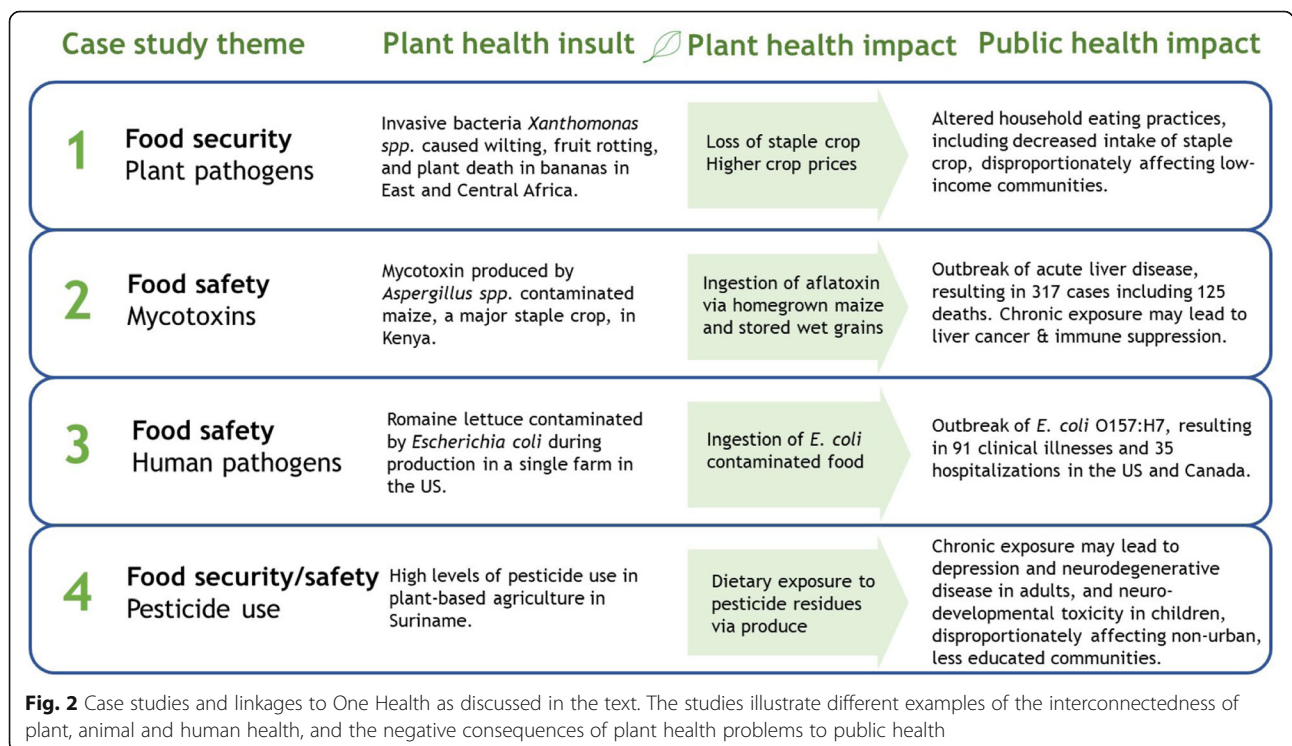 Case study theme
Plant health insult
Plant health impact
Public health impact
1
Food security
Plant pathogens
Invasive bacteria Xanthomonas
spp. caused wilting, fruit rotting,
and plant death in bananas in
East and Central Africa.
Loss of staple crop
Higher crop prices
Altered household eating practices,
including decreased intake of staple
crop, disproportionately affecting low-
income communities.
2
Food safety
Mycotoxins
Mycotoxin produced by
Aspergillus spp. contaminated
maize, a major staple crop, in
Kenya.
Ingestion of aflatoxin
via homegrown maize
and stored wet grains
Outbreak of acute liver disease,
resulting in 317 cases including 125
deaths. Chronic exposure may lead to
liver cancer & immune suppression.
3
Food safety
Human pathogens
Romaine lettuce contaminated
by Escherichia coli during
production in a single farm in
the US.
Ingestion of E. coli
contaminated food
Outbreak of E. coli O157:H7, resulting
in 91 clinical illnesses and 35
hospitalizations in the US and Canada.
4
Food security/safety
Pesticide use
High levels of pesticide use in
plant-based agriculture in
Suriname.
Dietary exposure to
pesticide residues
via produce
Chronic exposure may lead to
depression and neurodegenerative
disease in adults, and neuro-
developmental toxicity in children,
disproportionately affecting non-urban,
less educated communities.
Fig. 2 Case studies and linkages to One Health as discussed in the text. The studies illustrate different examples of the interconnectedness of
plant, animal and human health, and the negative consequences of plant health problems to public health